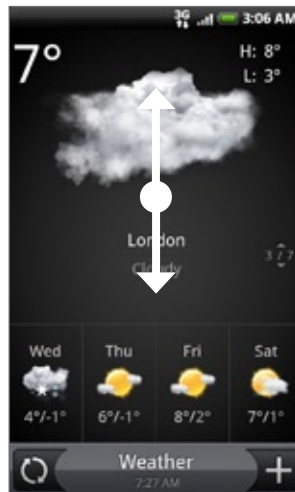 3G 3:06 AM
7° H: 8°
L: 3°
London
Cloudy
3 / 7
Wed Thu Fri Sat
4°/-1° 6°/-1° 8°/2° 7°/1°
Weather
7:27 AM